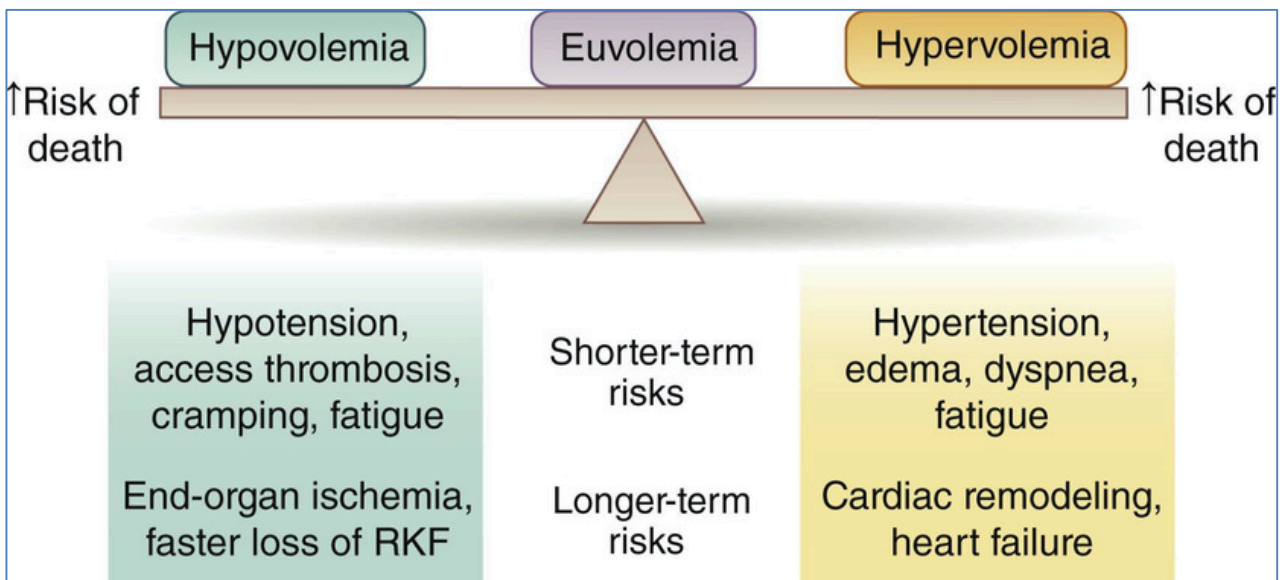 Hypovolemia
Euvolemia
Hypervolemia
↑Risk of
death
↑Risk of
death
Hypotension,
access thrombosis,
cramping, fatigue
Shorter-term
risks
Hypertension,
edema, dyspnea,
fatigue
End-organ ischemia,
faster loss of RKF
Longer-term
risks
Cardiac remodeling,
heart failure